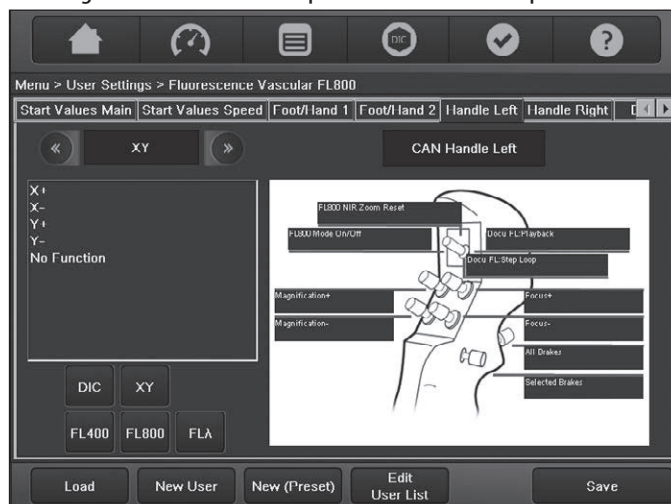 DIC
?
Menu > User Settings > Fluorescence Vascular FL800
Start Values Main Start Values Speed Foot/Hand 1 Foot/Hand 2 Handle Left Handle Right
« XY »
CAN Handle Left
X+
X-
Y+
Y-
No Function
FL800 NIR Zoom Reset
FL800 Mode On/Off
Docu FL:Playback
Docu FL:Step Loop
Magnification+
Focus+
Magnification-
Focus-
All Brakes
Selected Brakes
DIC XY
FL400 FL800 FLλ
Load New User New (Preset) Edit User List Save